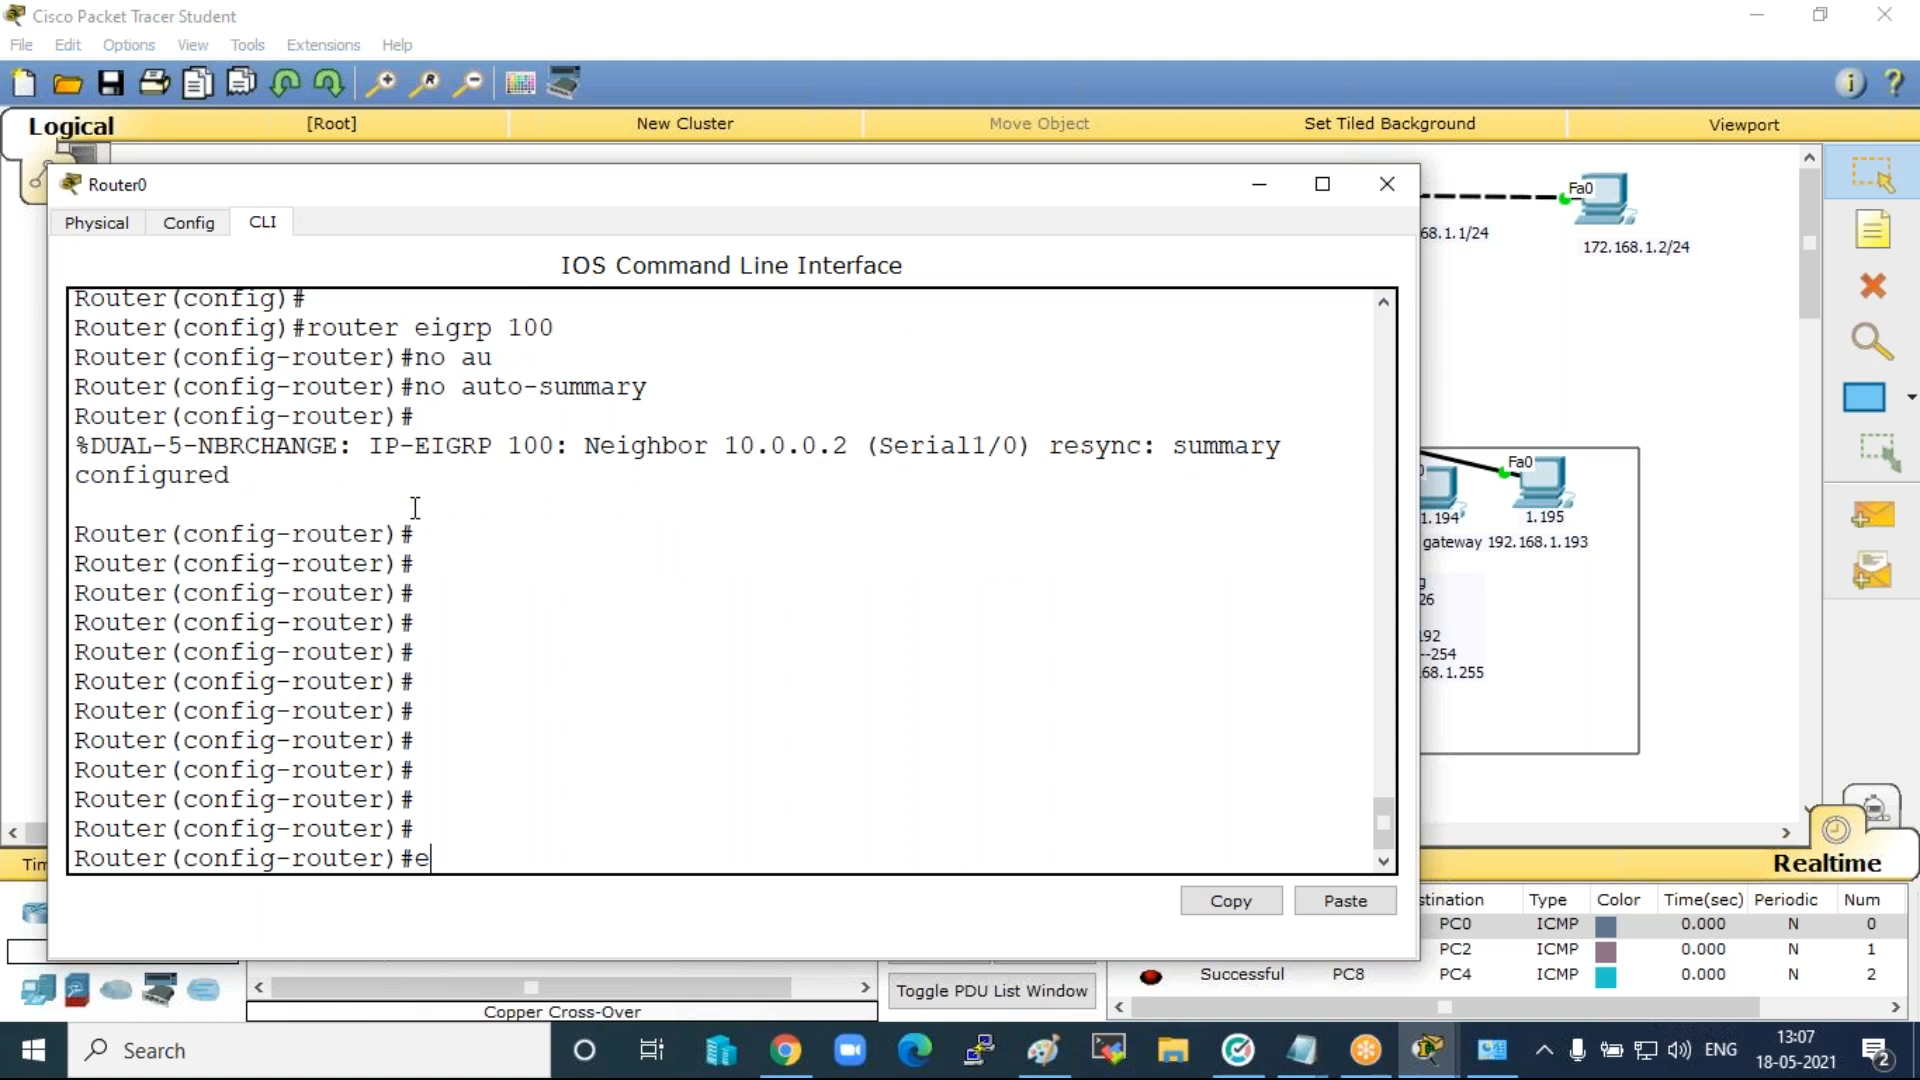 Cisco Packet Tracer Student
File Edit Options View Tools Extensions Help
Logical [Root] New Cluster Move Object Set Tiled Background Viewport
Router0
Physical Config CLI
IOS Command Line Interface
Router(config)#
Router(config)#router eigrp 100
Router(config-router)#no au
Router(config-router)#no auto-summary
Router(config-router)#
%DUAL-5-NBRCHANGE: IP-EIGRP 100: Neighbor 10.0.0.2 (Serial1/0) resync: summary
configured
Router(config-router)#
Router(config-router)#
Router(config-router)#
Router(config-router)#
Router(config-router)#
Router(config-router)#
Router(config-router)#
Router(config-router)#
Router(config-router)#
Router(config-router)#
Router(config-router)#
Router(config-router)#e
Copy Paste
Fa0
68.1.1/24
172.168.1.2/24
Fa0
1.194
1.195
gateway 192.168.1.193
g
26
.92
--254
68.1.255
Realtime
Tim
stination Type Color Time(sec) Periodic Num
PC0 ICMP 0.000 N 0
PC2 ICMP 0.000 N 1
Successful PC8 PC4 ICMP 0.000 N 2
Toggle PDU List Window
Copper Cross-Over
Search
ENG
13:07
18-05-2021
2